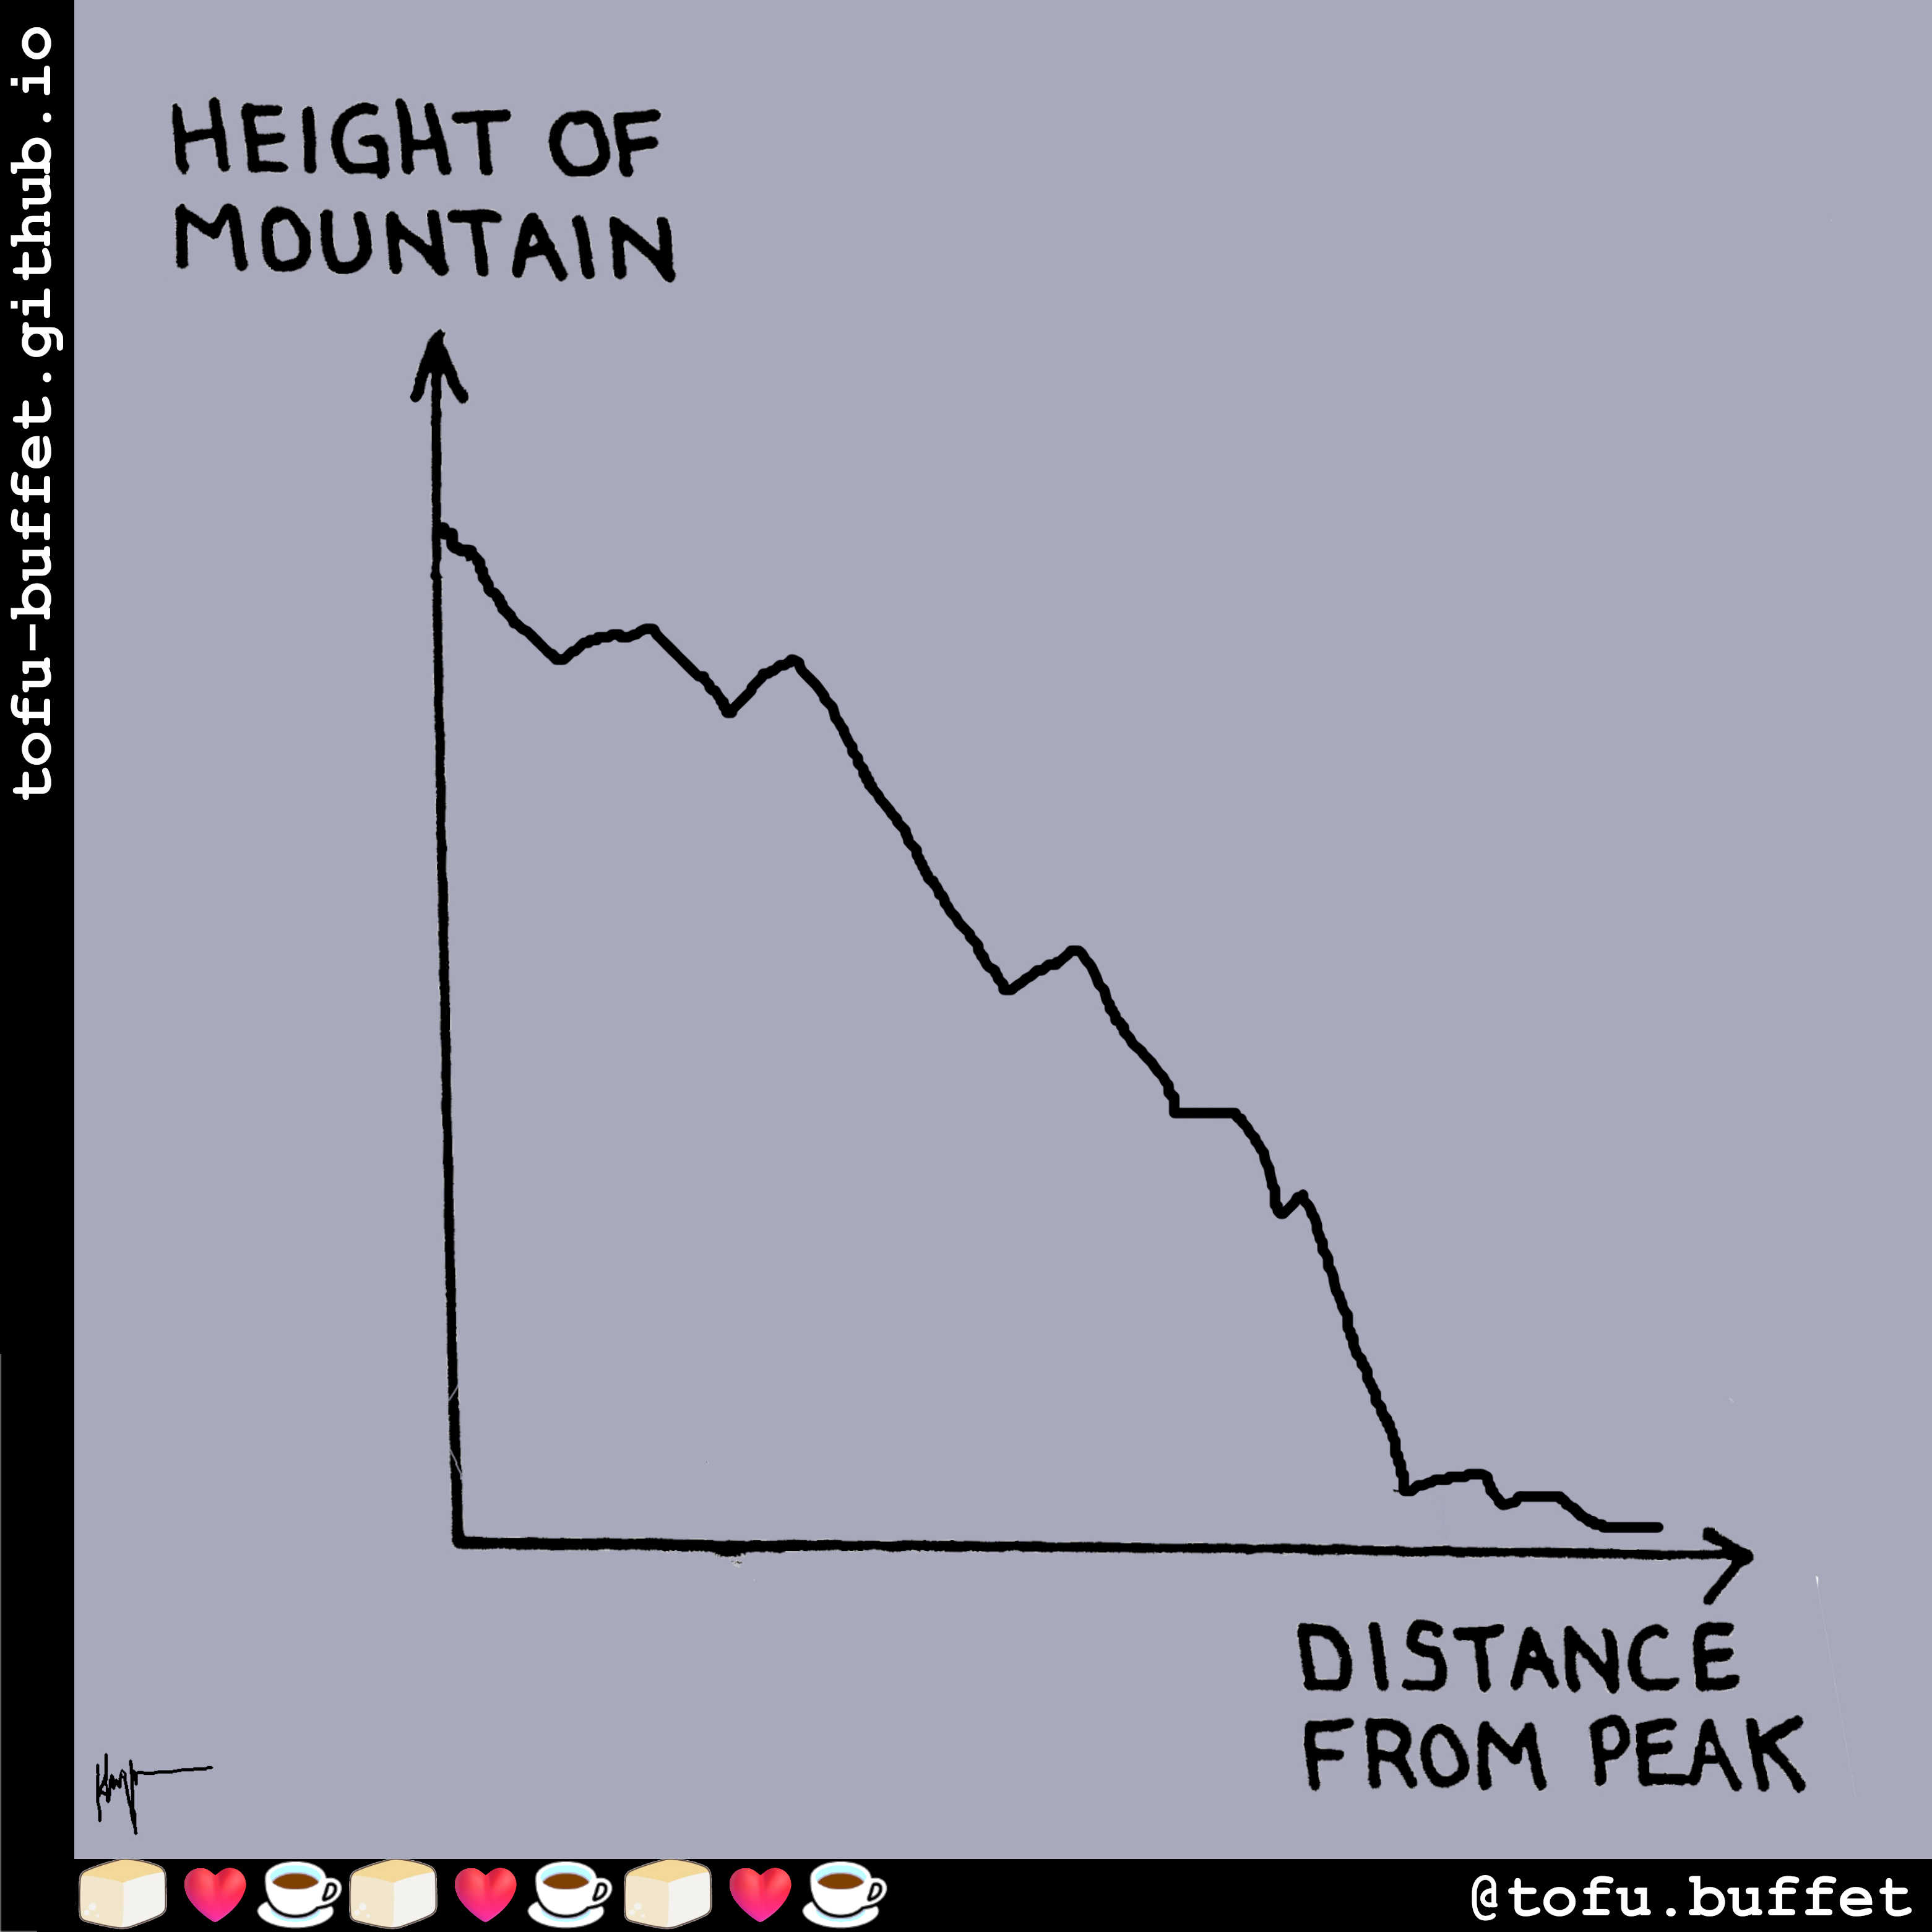 tofu-buffet.github.io
HEIGHT OF
MOUNTAIN
DISTANCE
FROM PEAK
@tofu.buffet